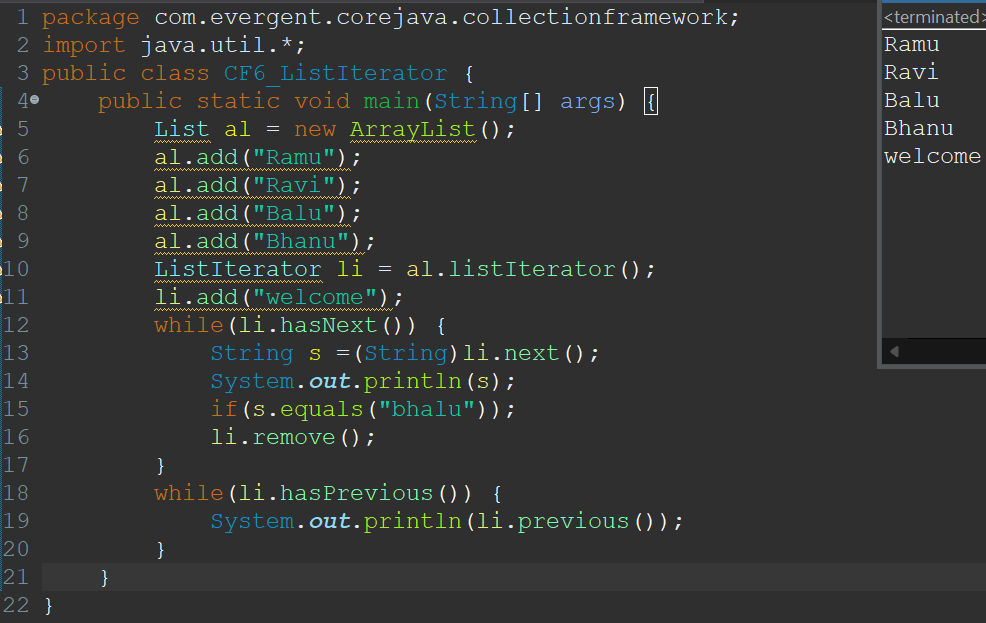 1 package com.evergent.corejava.collectionframework;
2 import java.util.*;
3 public class CF6_ListIterator {
4 public static void main(String[] args) {
5 List al = new ArrayList();
6 al.add("Ramu");
7 al.add("Ravi");
8 al.add("Balu");
9 al.add("Bhanu");
10 ListIterator li = al.listIterator();
11 li.add("welcome");
12 while(li.hasNext()) {
13 String s =(String)li.next();
14 System.out.println(s);
15 if(s.equals("bhalu"));
16 li.remove();
17 }
18 while(li.hasPrevious()) {
19 System.out.println(li.previous());
20 }
21 }
22 }
<terminated>
Ramu
Ravi
Balu
Bhanu
welcome